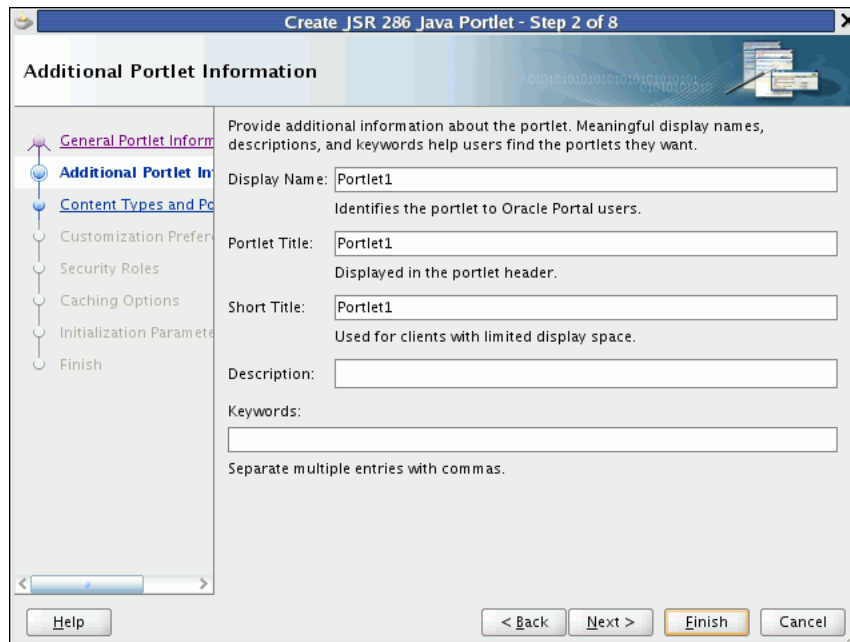 Create JSR 286 Java Portlet - Step 2 of 8
Additional Portlet Information
General Portlet Inform
Additional Portlet In
Content Types and Po
Customization Prefer
Security Roles
Caching Options
Initialization Paramete
Finish
Provide additional information about the portlet. Meaningful display names,
descriptions, and keywords help users find the portlets they want.
Display Name: Portlet1
Identifies the portlet to Oracle Portal users.
Portlet Title: Portlet1
Displayed in the portlet header.
Short Title: Portlet1
Used for clients with limited display space.
Description:
Keywords:
Separate multiple entries with commas.
Help
< Back
Next >
Finish
Cancel